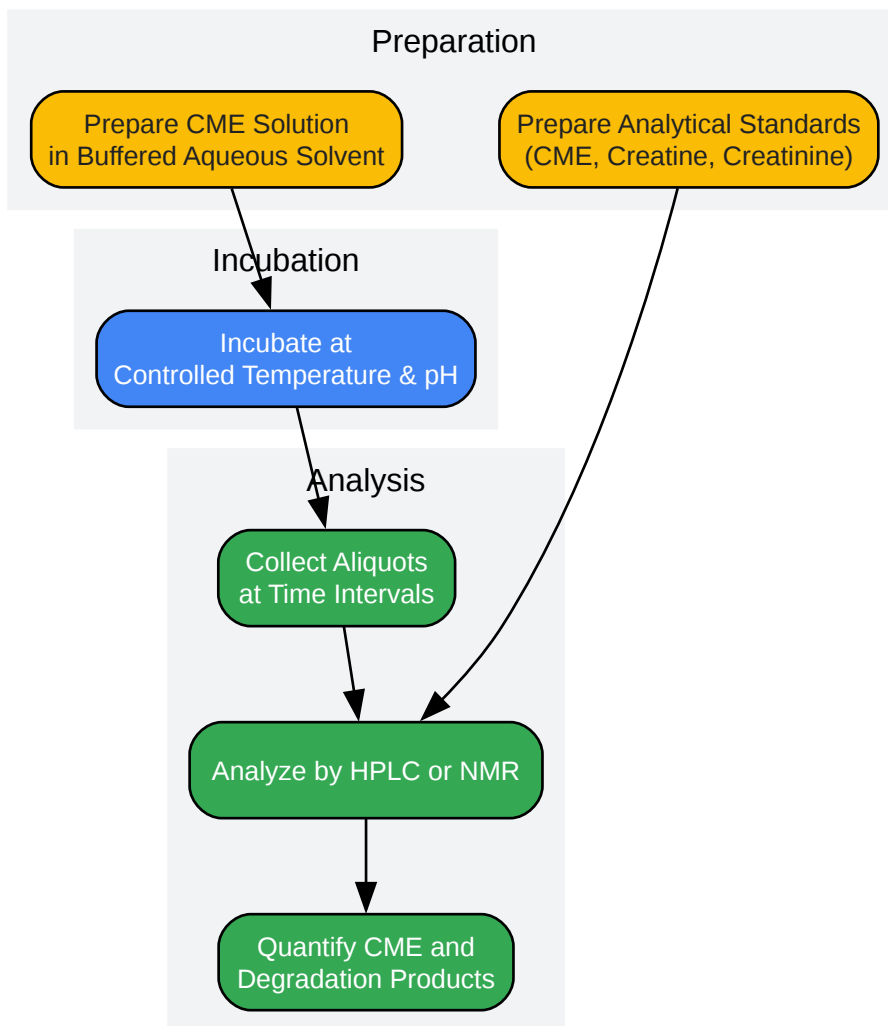 Preparation
Prepare CME Solution
in Buffered Aqueous Solvent
Prepare Analytical Standards
(CME, Creatine, Creatinine)
Incubation
Incubate at
Controlled Temperature & pH
Analysis
Collect Aliquots
at Time Intervals
Analyze by HPLC or NMR
Quantify CME and
Degradation Products